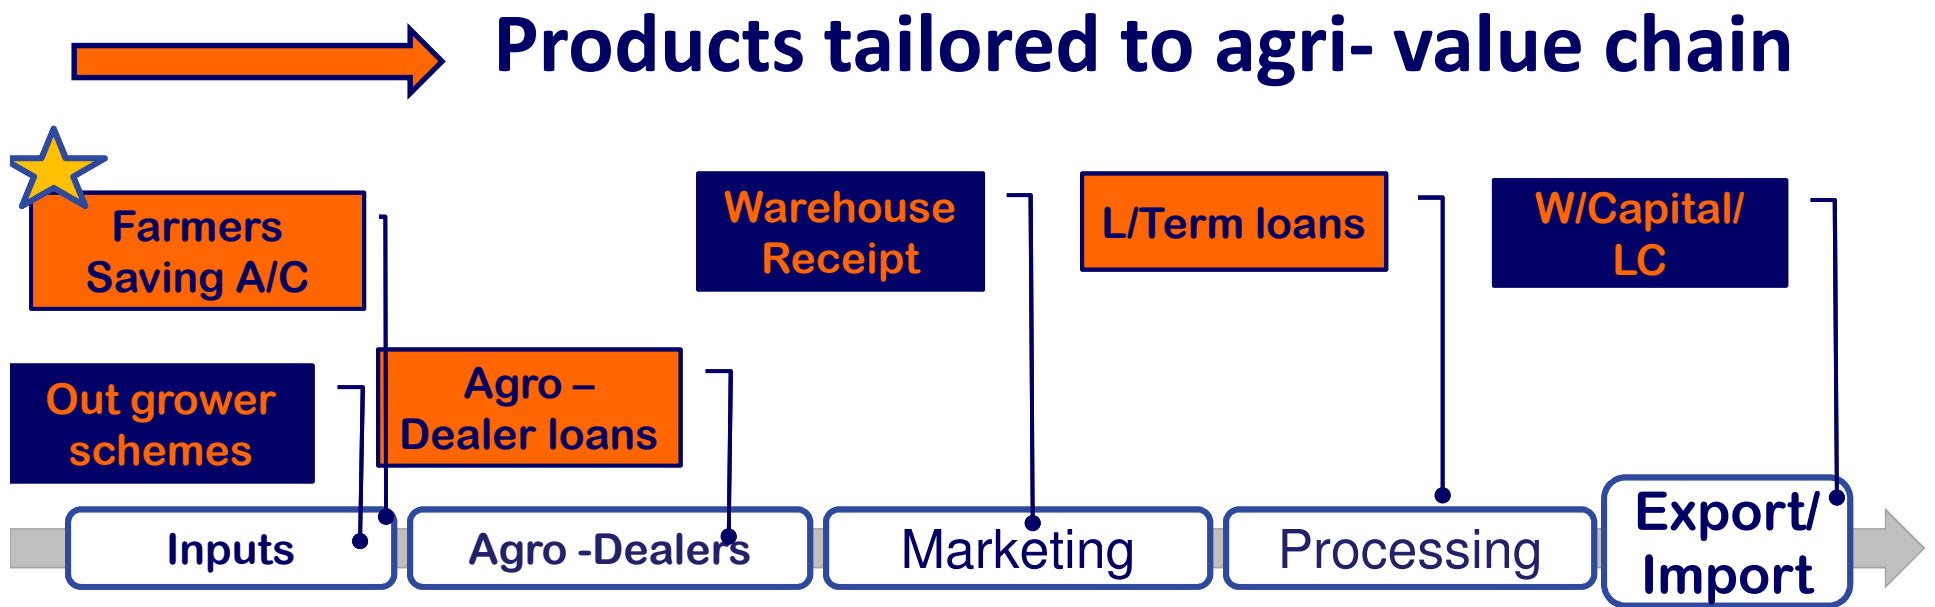 Products tailored to agri- value chain
Farmers
Saving A/C
Warehouse
Receipt
L/Term loans
W/Capital/
LC
Out grower
schemes
Agro –
Dealer loans
Inputs
Agro -Dealers
Marketing
Processing
Export/
Import